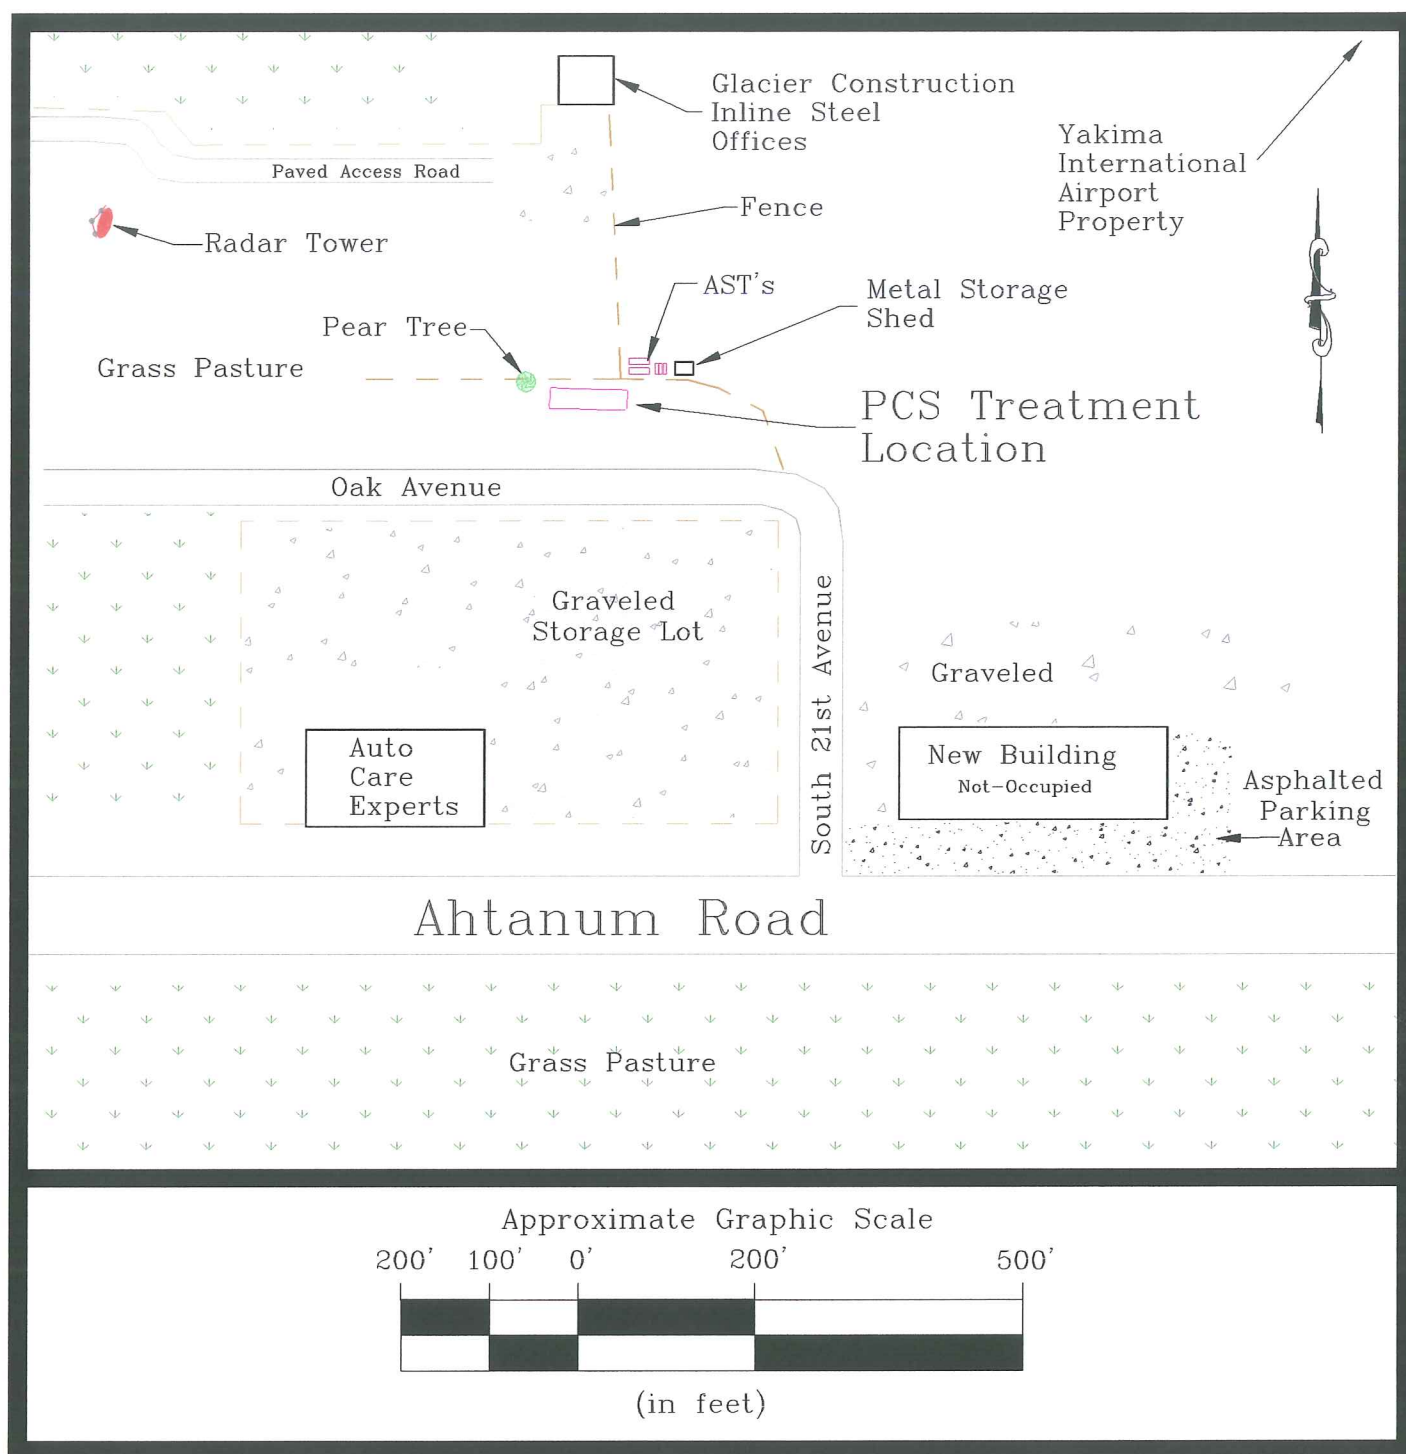 Glacier Construction
Inline Steel
Offices
Yakima
International
Airport
Property
Paved Access Road
Fence
Radar Tower
AST's
Metal Storage
Shed
Pear Tree
Grass Pasture
PCS Treatment
Location
Oak Avenue
Graveled
Storage Lot
South 21st Avenue
Graveled
Auto
Care
Experts
New Building
Not-Occupied
Asphalted
Parking
Area
Ahtanum Road
Grass Pasture
Approximate Graphic Scale
200' 100' 0' 200' 500'
(in feet)